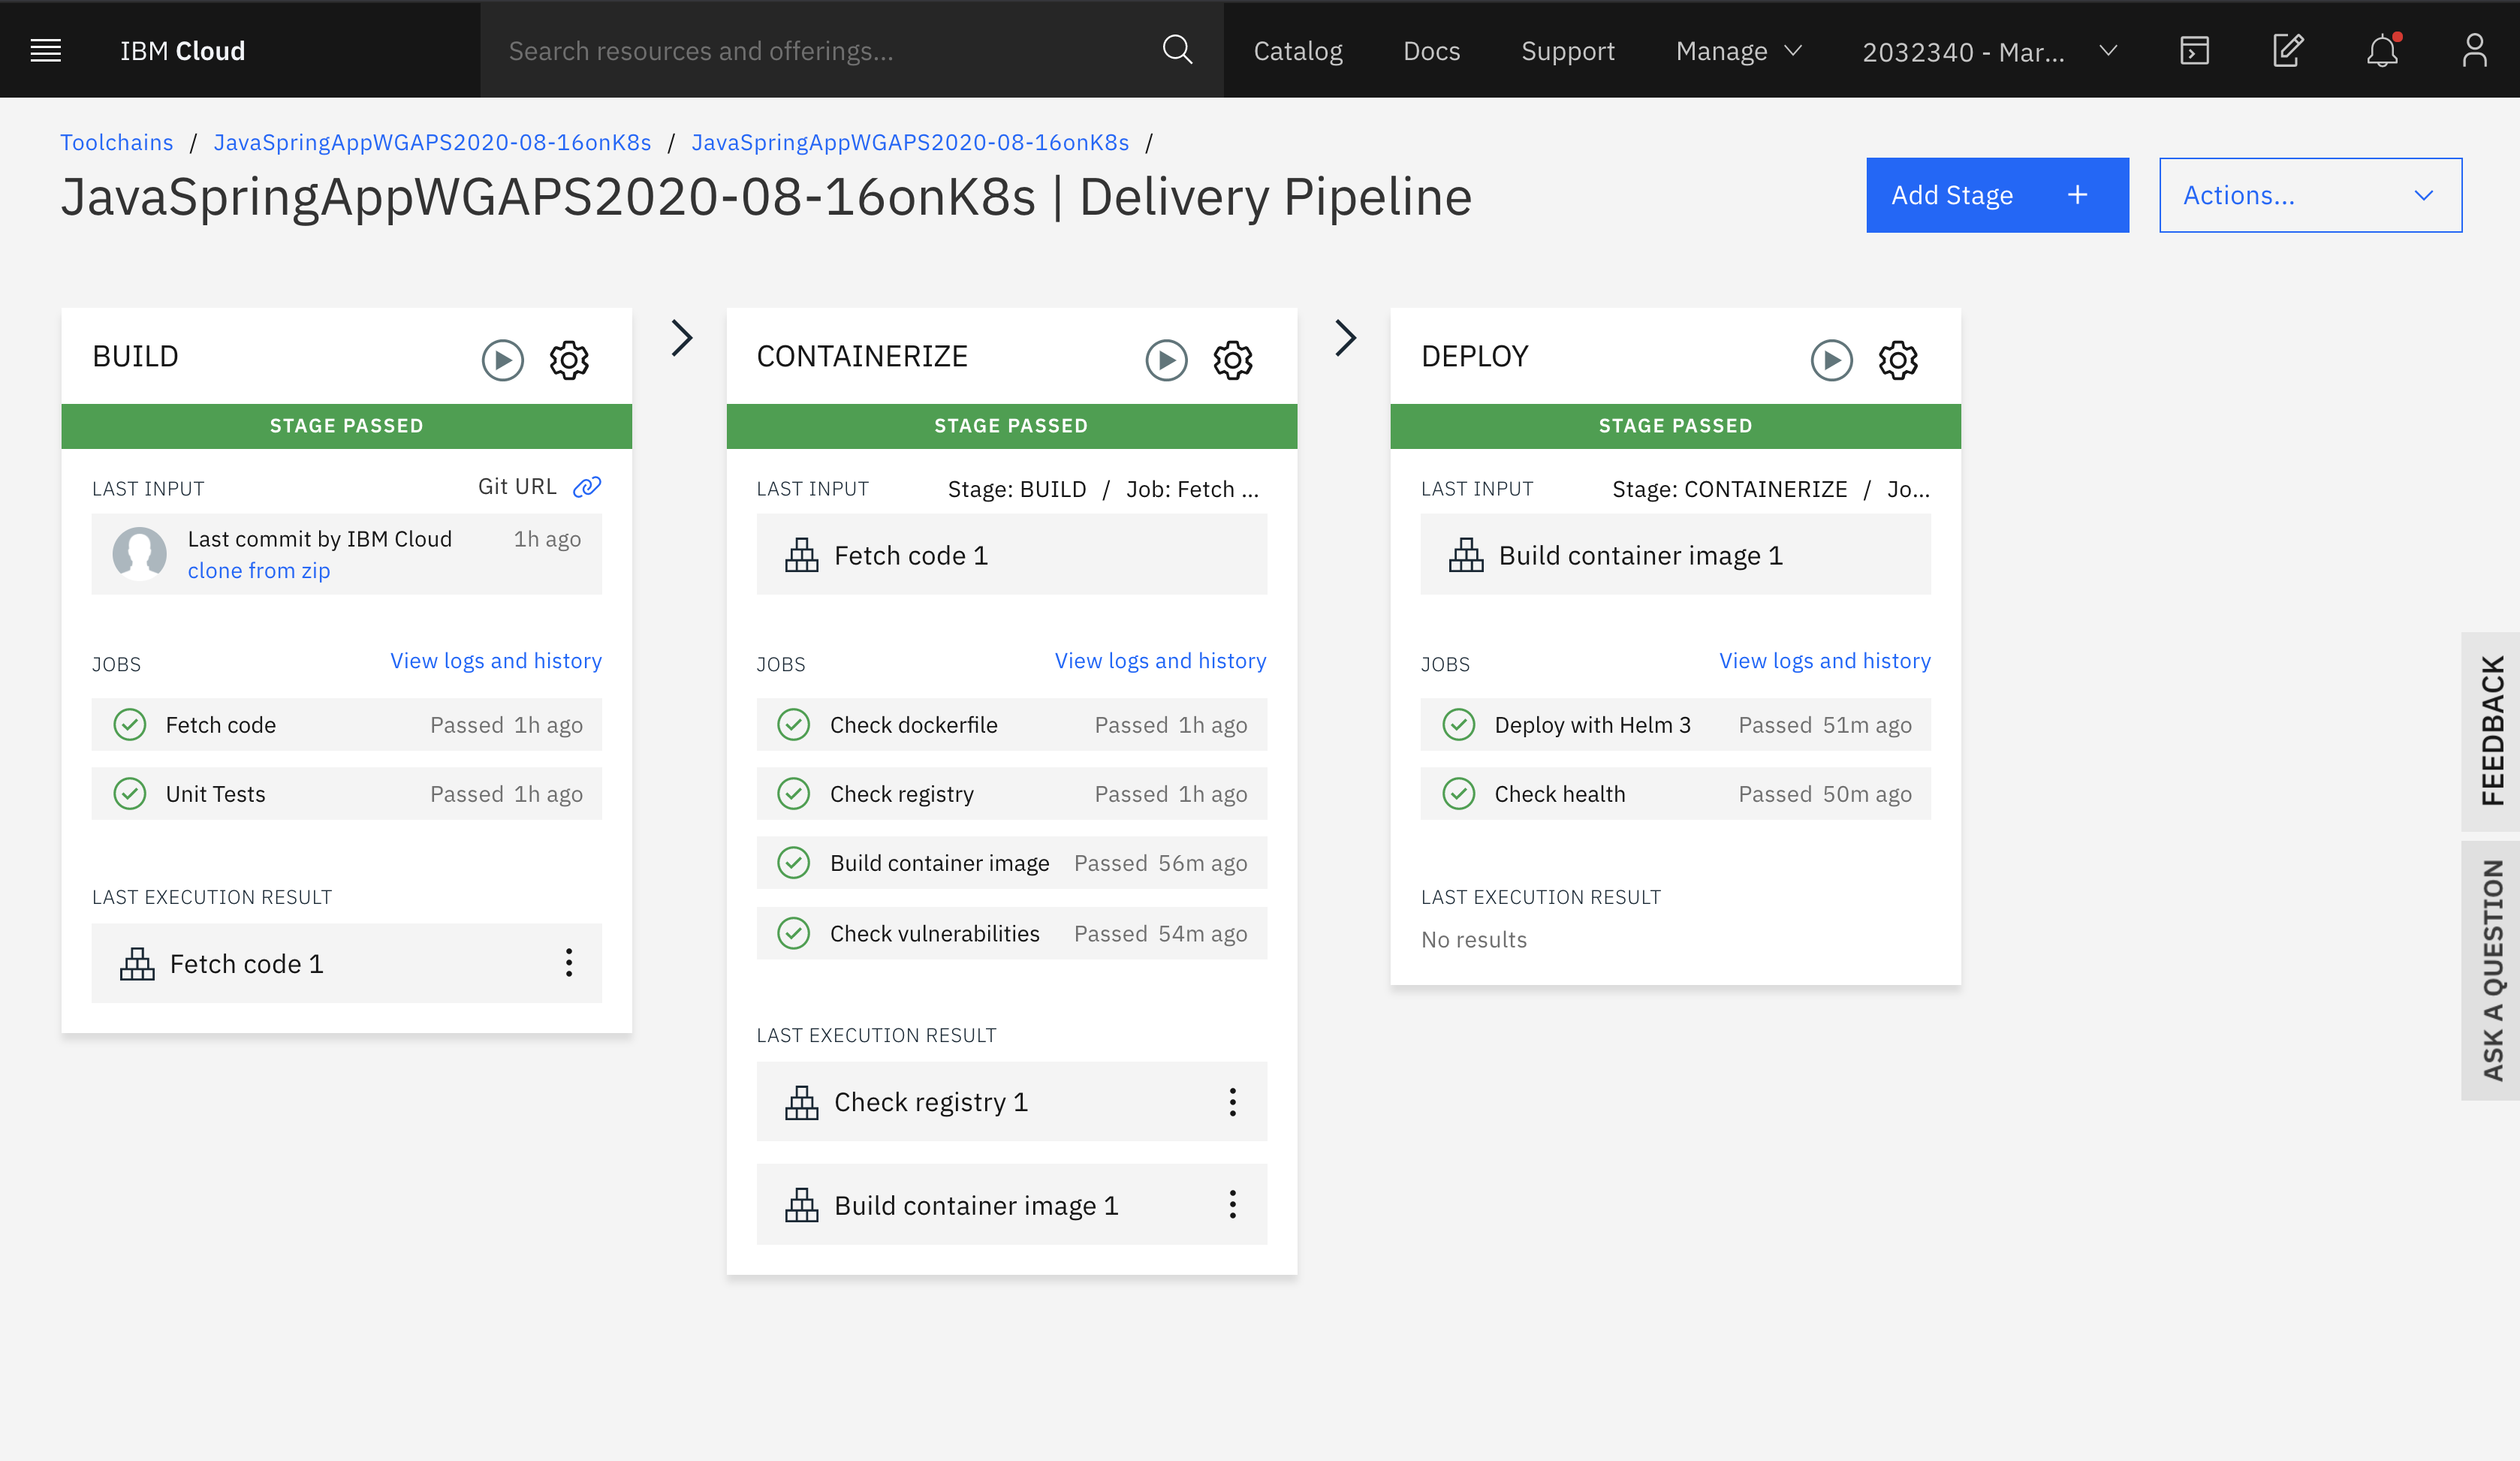 IBM Cloud
Search resources and offerings...
Catalog
Docs
Support
Manage
2032340 - Mar...
Toolchains / JavaSpringAppWGAPS2020-08-16onK8s / JavaSpringAppWGAPS2020-08-16onK8s /
JavaSpringAppWGAPS2020-08-16onK8s | Delivery Pipeline
Add Stage +
Actions...
BUILD
STAGE PASSED
LAST INPUT
Git URL
Last commit by IBM Cloud 1h ago
clone from zip
JOBS
View logs and history
Fetch code Passed 1h ago
Unit Tests Passed 1h ago
LAST EXECUTION RESULT
Fetch code 1
CONTAINERIZE
STAGE PASSED
LAST INPUT
Stage: BUILD / Job: Fetch ...
Fetch code 1
JOBS
View logs and history
Check dockerfile Passed 1h ago
Check registry Passed 1h ago
Build container image Passed 56m ago
Check vulnerabilities Passed 54m ago
LAST EXECUTION RESULT
Check registry 1
Build container image 1
DEPLOY
STAGE PASSED
LAST INPUT
Stage: CONTAINERIZE / Jo...
Build container image 1
JOBS
View logs and history
Deploy with Helm 3 Passed 51m ago
Check health Passed 50m ago
LAST EXECUTION RESULT
No results
FEEDBACK
ASK A QUESTION